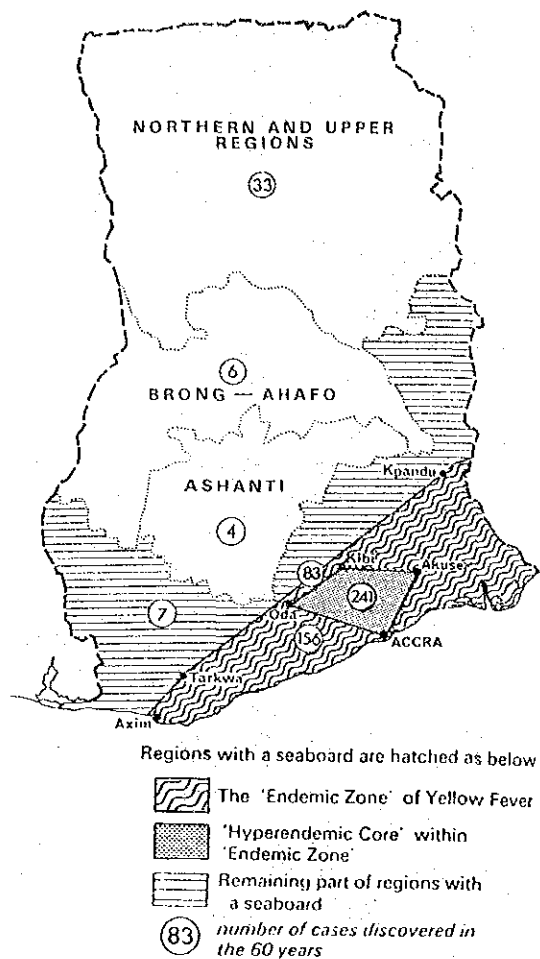 NORTHERN AND UPPER
REGIONS
33
6
BRONG — AHAFO
ASHANTI
4
Kpandu
Kibi
83
Akuse
241
7
Oda
156
ACCRA
Tarkwa
Axim
Regions with a seaboard are hatched as below
The 'Endemic Zone' of Yellow Fever
'Hyperendemic Core' within
'Endemic Zone'
Remaining part of regions with
a seaboard
83 number of cases discovered in
the 60 years